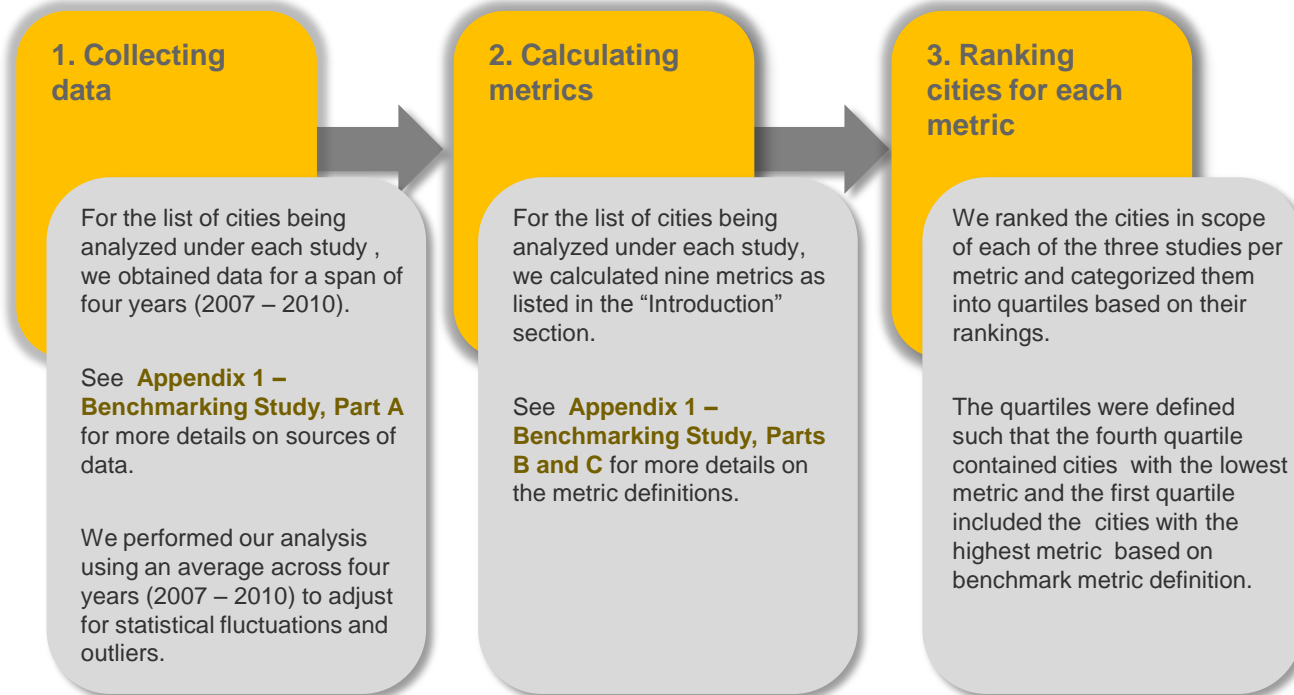 1. Collecting
data
For the list of cities being
analyzed under each study ,
we obtained data for a span of
four years (2007 – 2010).
See Appendix 1 –
Benchmarking Study, Part A
for more details on sources of
data.
We performed our analysis
using an average across four
years (2007 – 2010) to adjust
for statistical fluctuations and
outliers.
2. Calculating
metrics
For the list of cities being
analyzed under each study,
we calculated nine metrics as
listed in the “Introduction”
section.
See Appendix 1 –
Benchmarking Study, Parts
B and C for more details on
the metric definitions.
3. Ranking
cities for each
metric
We ranked the cities in scope
of each of the three studies per
metric and categorized them
into quartiles based on their
rankings.
The quartiles were defined
such that the fourth quartile
contained cities with the lowest
metric and the first quartile
included the cities with the
highest metric based on
benchmark metric definition.